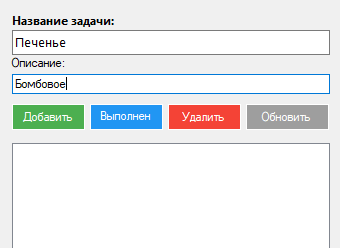 Название задачи:
Печенье
Описание:
Бомбовое
Добавить Выполнен Удалить Обновить